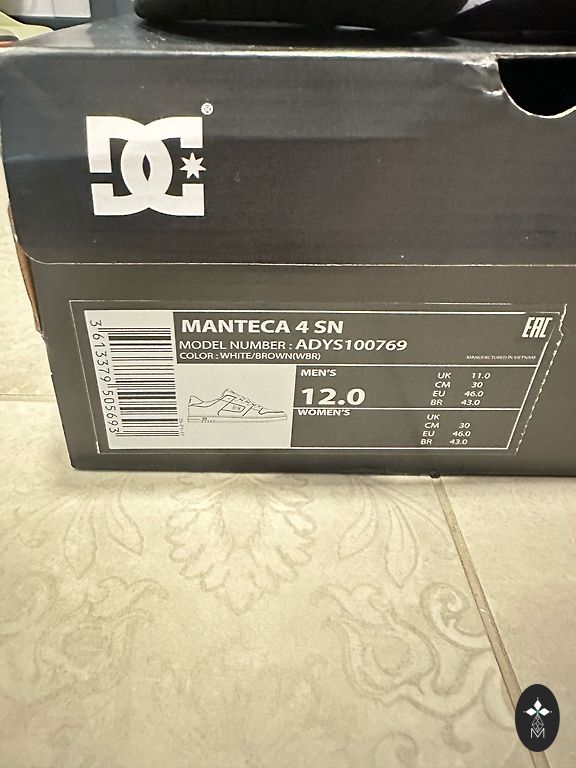 DC®
MANTECA 4 SN
MODEL NUMBER : ADYS100769
COLOR : WHITE/BROWN(WBR)
EAC
MANUFACTURED IN VIETNAM
3613379505693
MEN'S
12.0
UK 11.0
CM 30
EU 46.0
BR 43.0
WOMEN'S
UK
CM 30
EU 46.0
BR 43.0
M